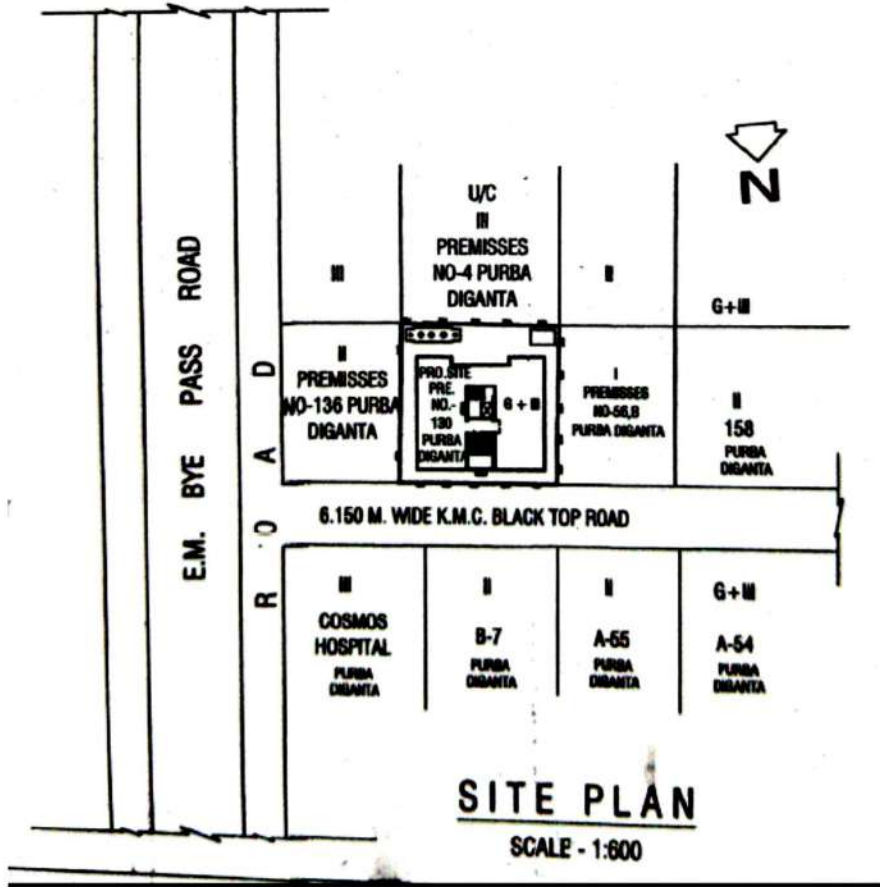 E.M. BYE PASS ROAD
ROAD
N
U/C
III
PREMISSES
NO-4 PURBA
DIGANTA
III
II
G+III
II
PREMISSES
NO-136 PURBA
DIGANTA
PRO.SITE
PRE.
NO.-
130
PURBA
DIGANTA
G + III
I
PREMISSES
NO-56,B
PURBA DIGANTA
II
158
PURBA
DIGANTA
6.150 M. WIDE K.M.C. BLACK TOP ROAD
III
COSMOS
HOSPITAL
PURBA
DIGANTA
II
B-7
PURBA
DIGANTA
II
A-55
PURBA
DIGANTA
G+III
A-54
PURBA
DIGANTA
SITE PLAN
SCALE - 1:600